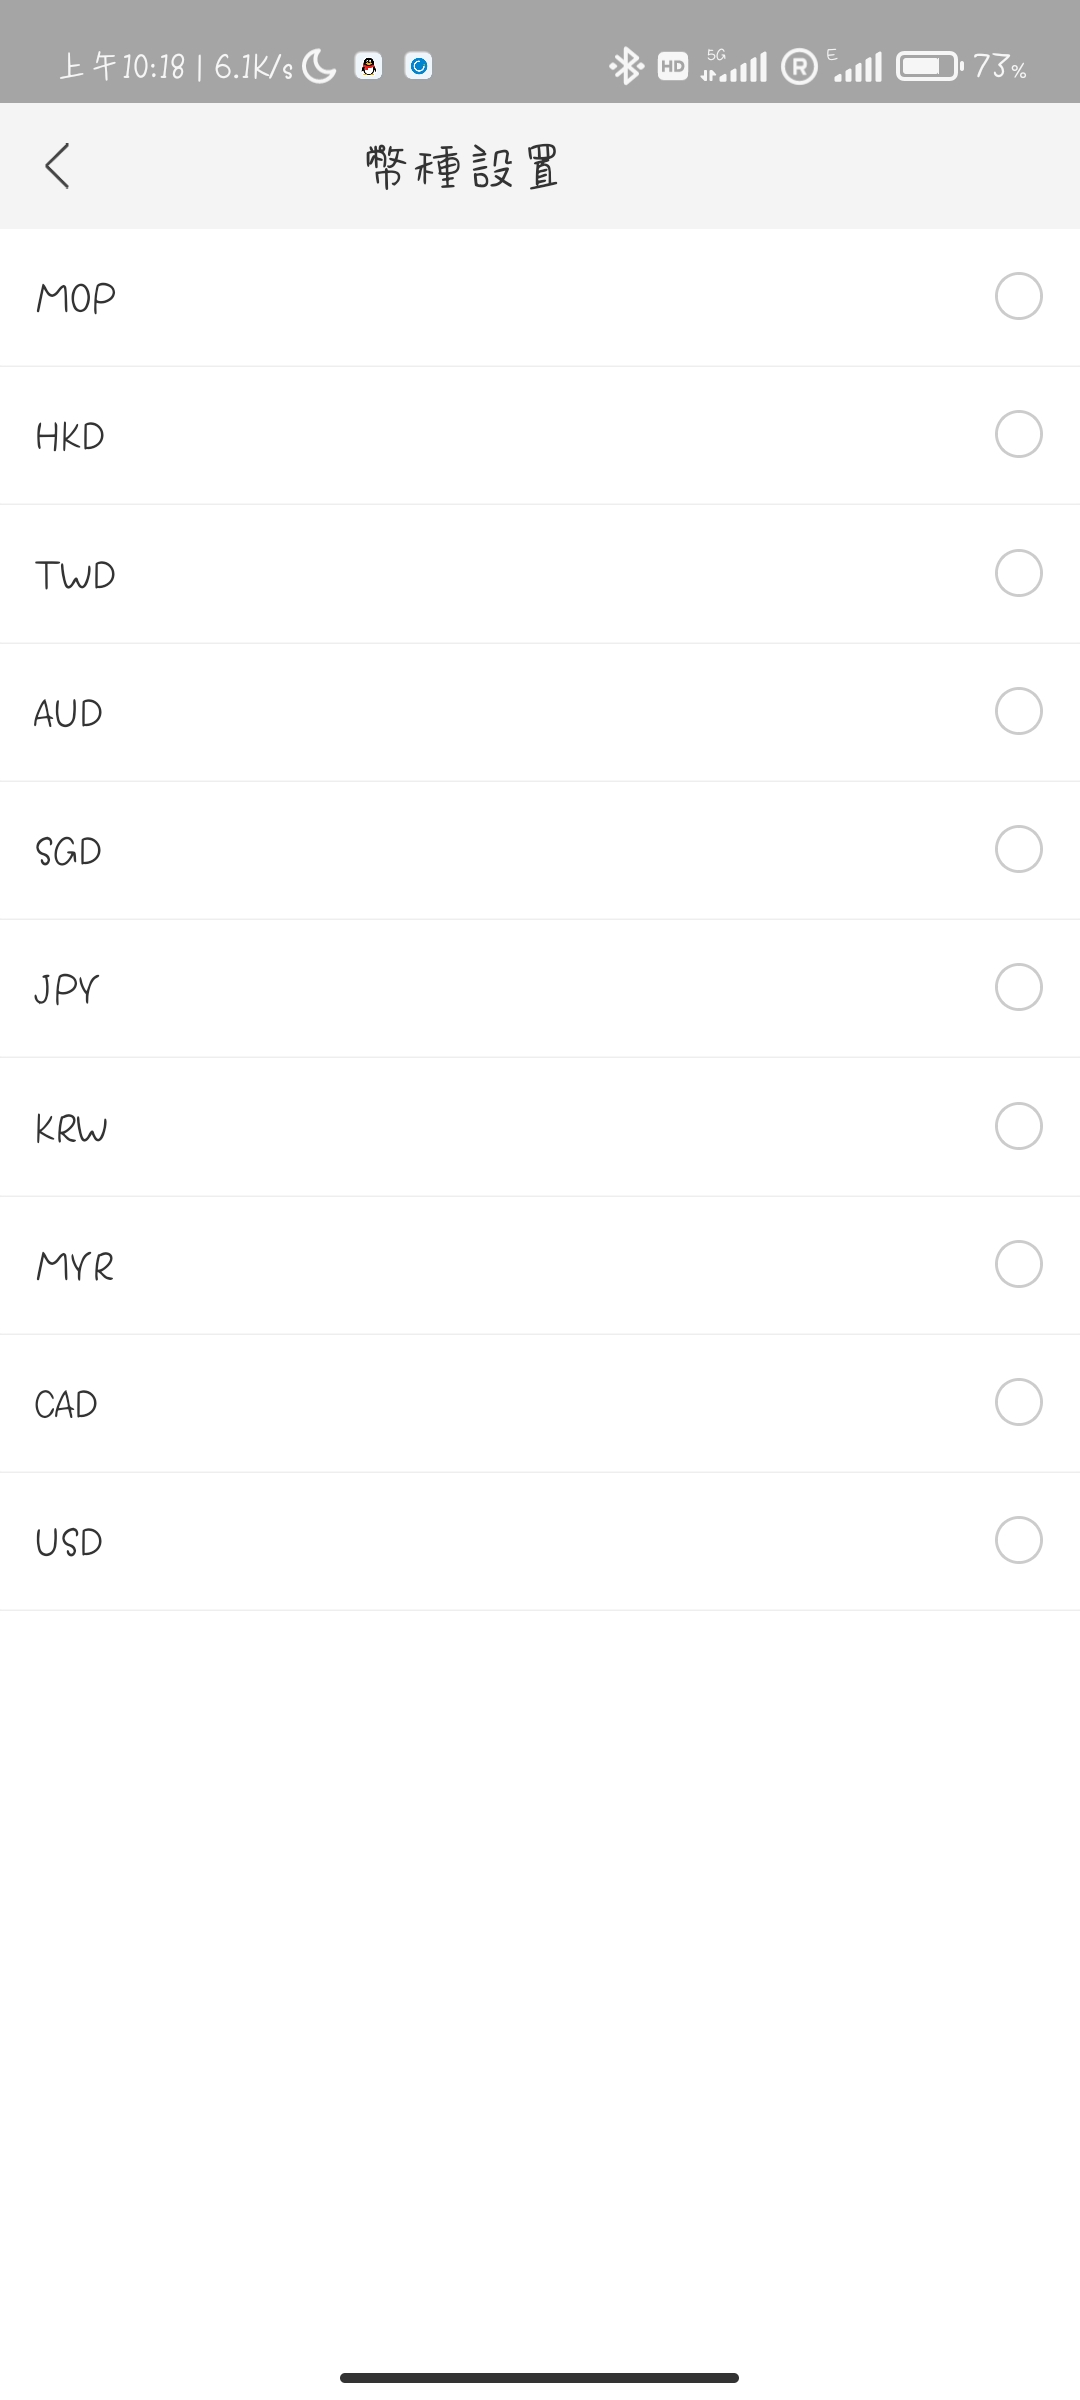 上午10:18 | 6.1K/s HD 5G R E 73%
幣種設置
MOP
HKD
TWD
AUD
SGD
JPY
KRW
MYR
CAD
USD